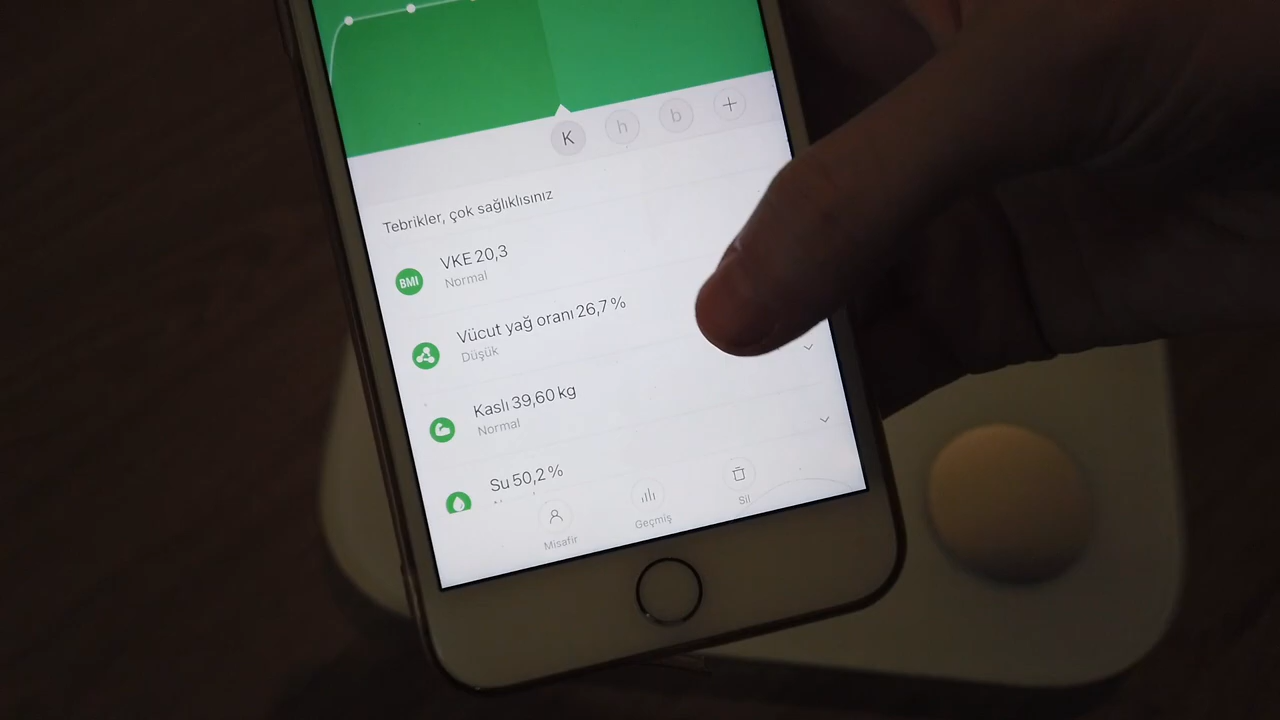 K h b +
Tebrikler, çok sağlıklısınız
BMI
VKE 20,3
Normal
Vücut yağ oranı 26,7 %
Düşük
Kaslı 39,60 kg
Normal
Su 50,2 %
Misafir
Geçmiş
Sil